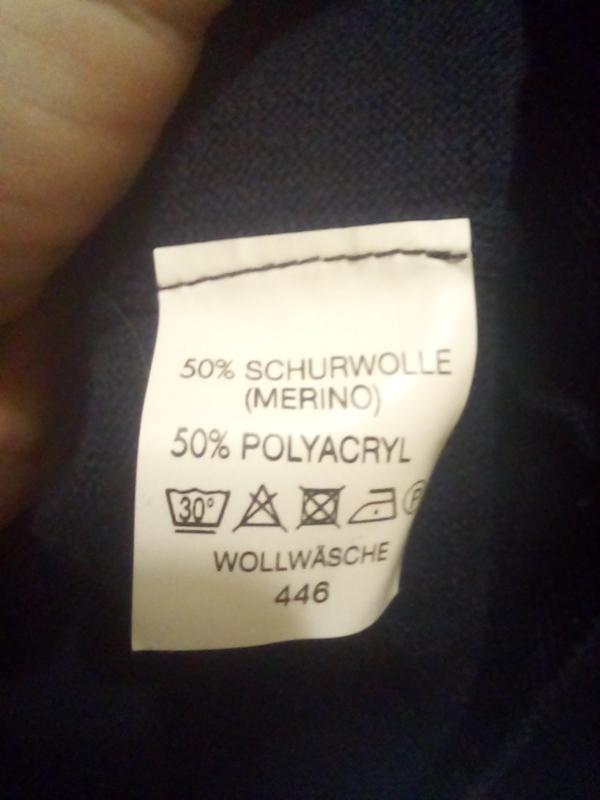 50% SCHURWOLLE
(MERINO)
50% POLYACRYL
30°
WOLLWÄSCHE
446